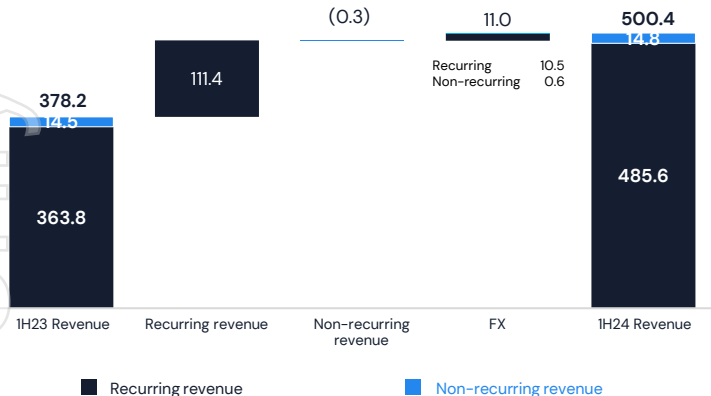 (0.3)
11.0
500.4
14.8
Recurring 10.5
Non-recurring 0.6
111.4
378.2
14.5
485.6
363.8
1H23 Revenue
Recurring revenue
Non-recurring
revenue
FX
1H24 Revenue
Recurring revenue
Non-recurring revenue